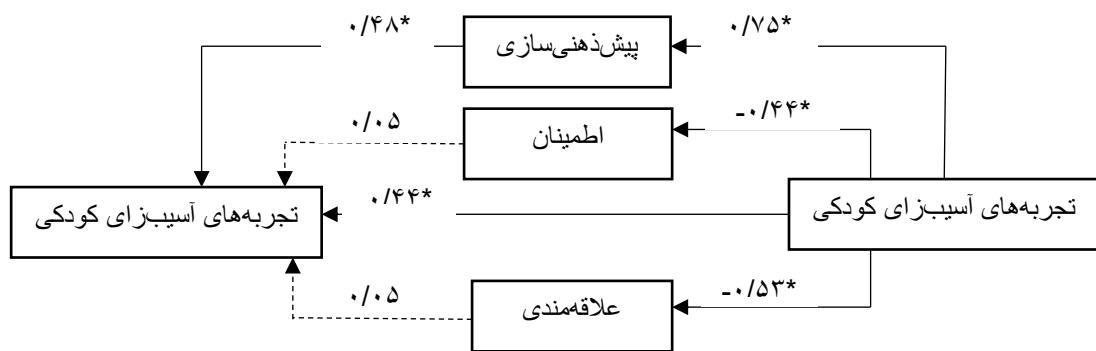 ۰/۷۵*
پیش‌ذهنی‌سازی
۰/۴۸*
-۰/۴۴*
اطمینان
۰/۰۵
تجربه‌های آسیب‌زای کودکی
۰/۴۴*
تجربه‌های آسیب‌زای کودکی
-۰/۵۳*
علاقه‌مندی
۰/۰۵